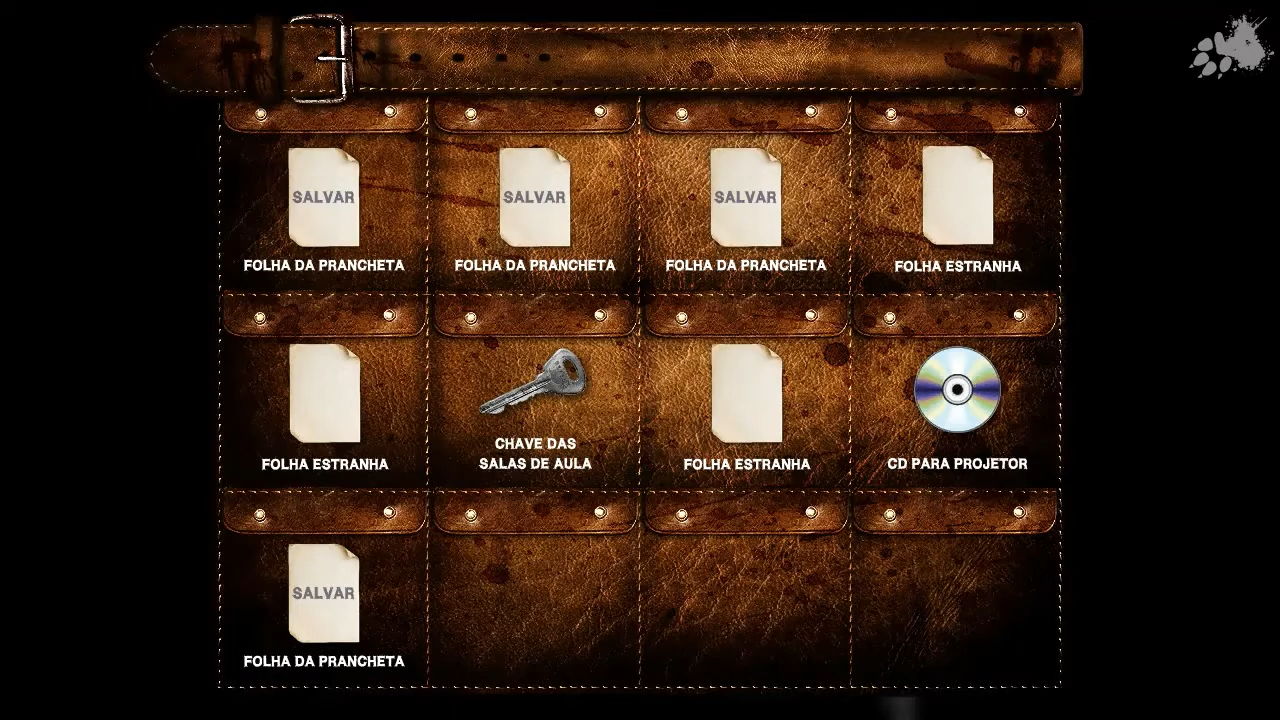 SALVAR
SALVAR
SALVAR
FOLHA DA PRANCHETA
FOLHA DA PRANCHETA
FOLHA DA PRANCHETA
FOLHA ESTRANHA
CHAVE DAS
SALAS DE AULA
FOLHA ESTRANHA
FOLHA ESTRANHA
CD PARA PROJETOR
SALVAR
FOLHA DA PRANCHETA